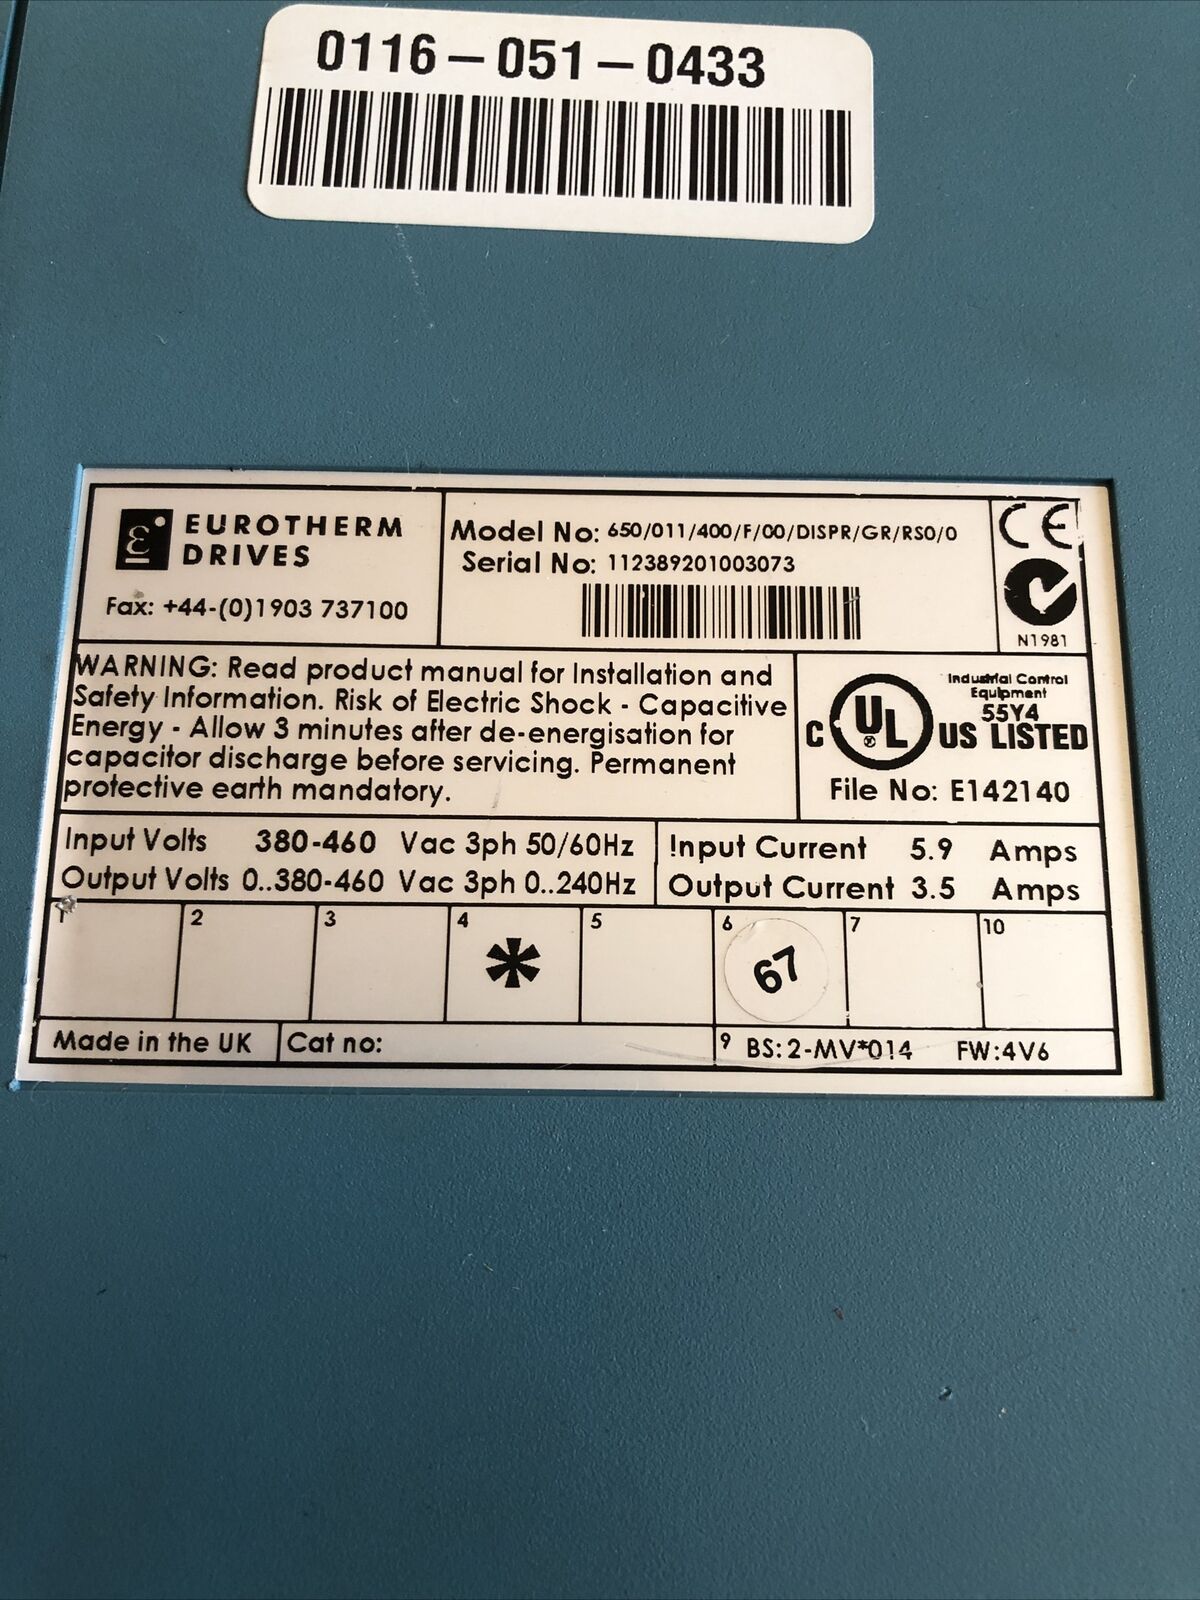 0116-051-0433
EUROTHERM
DRIVES
Fax: +44-(0)1903 737100
Model No: 650/011/400/F/00/DISPR/GR/RS0/0
Serial No: 112389201003073
CE
N1981
WARNING: Read product manual for Installation and
Safety Information. Risk of Electric Shock - Capacitive
Energy - Allow 3 minutes after de-energisation for
capacitor discharge before servicing. Permanent
protective earth mandatory.
Industrial Control
Equipment
55Y4
C UL ® US LISTED
File No: E142140
Input Volts 380-460 Vac 3ph 50/60Hz
Output Volts 0..380-460 Vac 3ph 0..240Hz
Input Current 5.9 Amps
Output Current 3.5 Amps
1 2 3 4 5 6 7 10
* 67
Made in the UK
Cat no:
9 BS:2-MV*014 FW:4V6